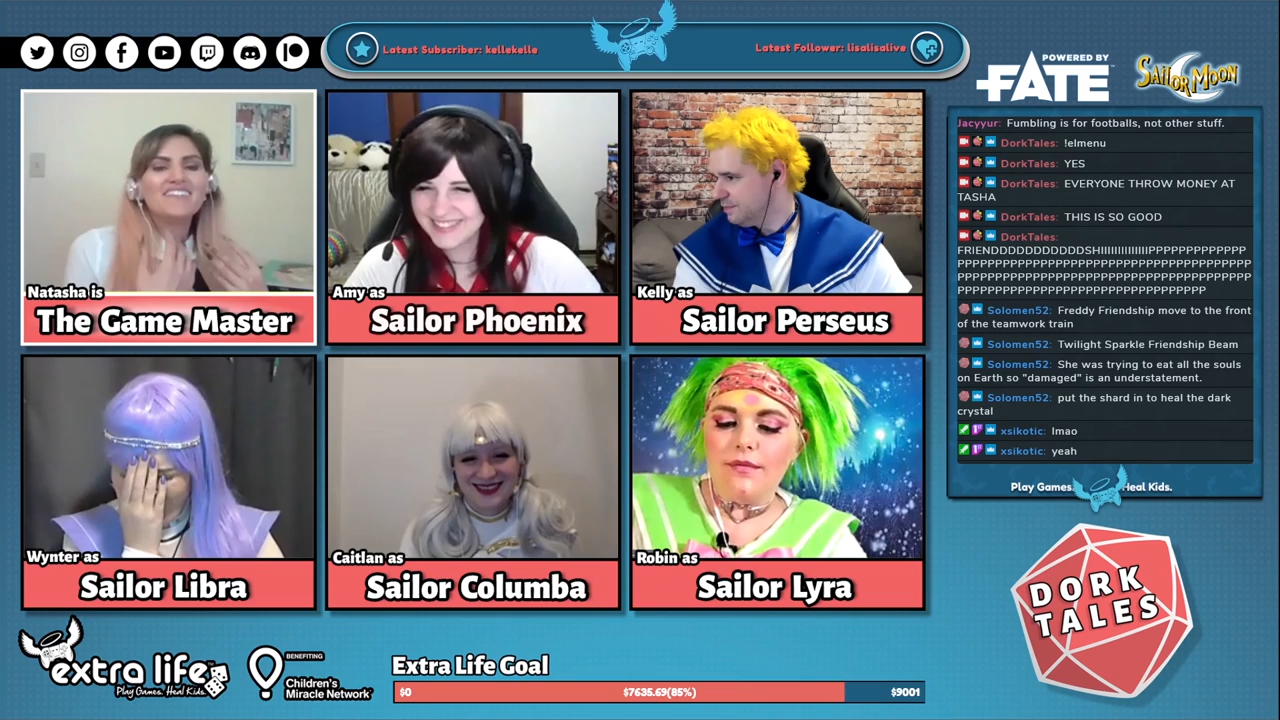 Latest Subscriber: kellekelle
Latest Follower: lisalisalive
POWERED BY
FATE
SAILOR MOON
Natasha is
The Game Master
Amy as
Sailor Phoenix
Kelly as
Sailor Perseus
Wynter as
Sailor Libra
Caitlan as
Sailor Columba
Robin as
Sailor Lyra
Jacyyur: Fumbling is for footballs, not other stuff.
DorkTales: !elmenu
DorkTales: YES
DorkTales: EVERYONE THROW MONEY AT
TASHA
DorkTales: THIS IS SO GOOD
DorkTales:
Solomen52: Freddy Friendship move to the front
of the teamwork train
Solomen52: Twilight Sparkle Friendship Beam
Solomen52: She was trying to eat all the souls
on Earth so "damaged" is an understatement.
Solomen52: put the shard in to heal the dark
crystal
xsikotic: lmao
xsikotic: yeah
Play Games. Heal Kids.
DORK
TALES
extra life
Play Games. Heal Kids.
BENEFITING
Children's
Miracle Network
Extra Life Goal
$0
$7635.69(85%)
$9001